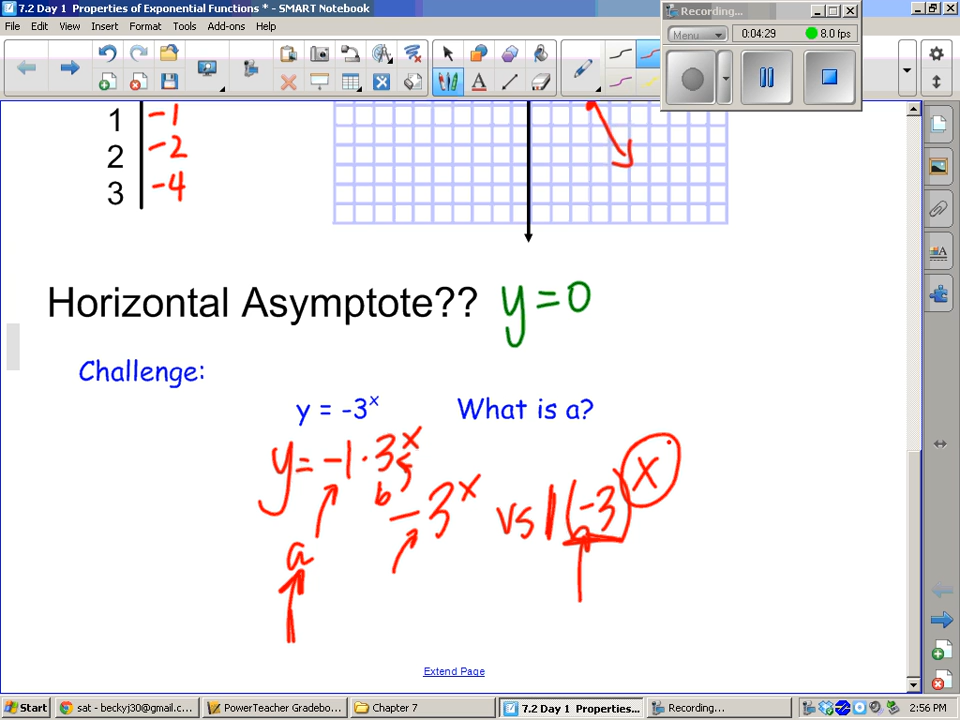 7.2 Day 1 Properties of Exponential Functions * - SMART Notebook
Recording...
File Edit View Insert Format Tools Add-ons Help
Menu 0:04:29 8.0 fps
1 -1
2 -2
3 -4
Horizontal Asymptote?? y=0
Challenge:
y = -3ˣ What is a?
y = -1·3ˣ
b
-3ˣ vs 1(-3)ˣ
a
Extend Page
Start sat - beckyj30@gmail.c... PowerTeacher Gradebo... Chapter 7 7.2 Day 1 Properties... Recording... 2:56 PM